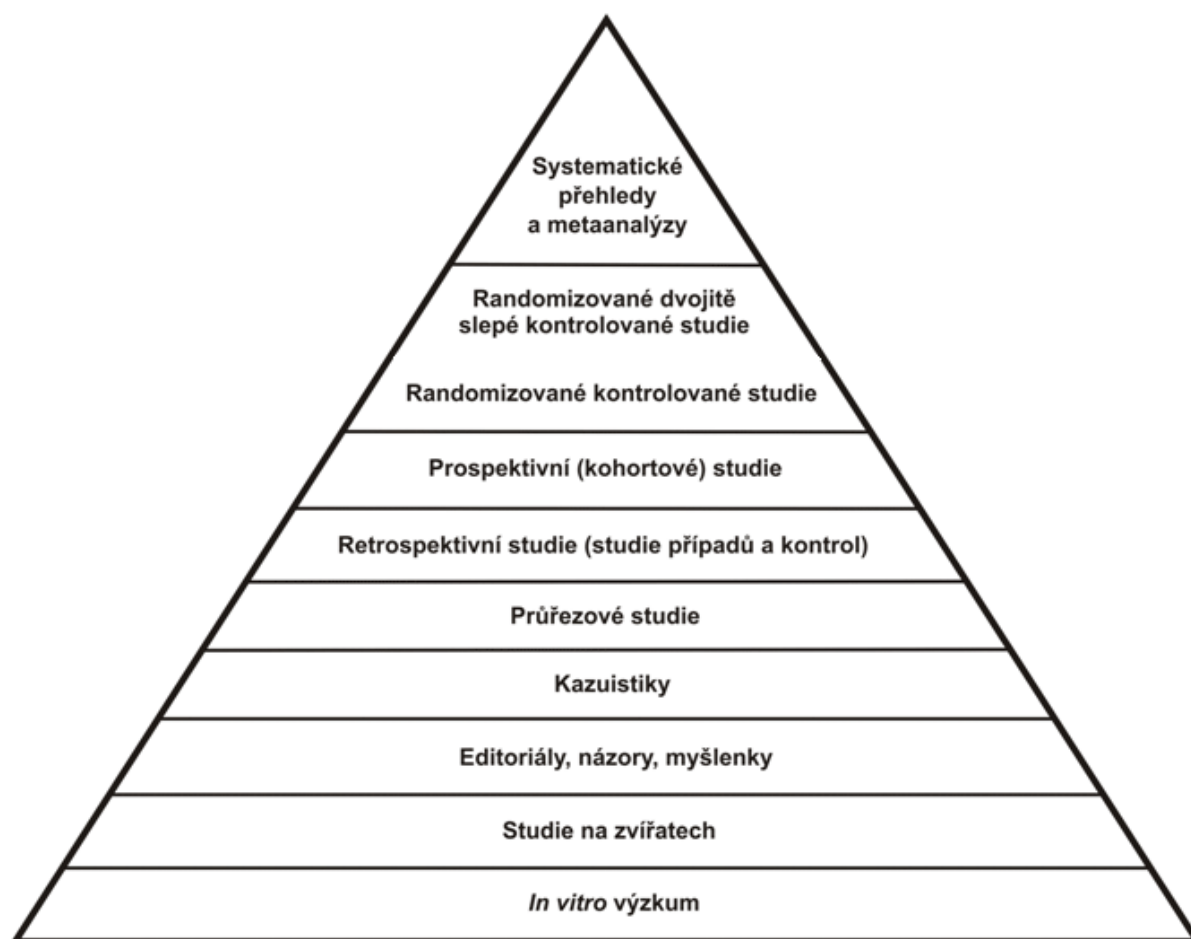 Systematické
přehledy
a metaanalýzy
Randomizované dvojitě
slepé kontrolované studie
Randomizované kontrolované studie
Prospektivní (kohortové) studie
Retrospektivní studie (studie případů a kontrol)
Průřezové studie
Kazuistiky
Editoriály, názory, myšlenky
Studie na zvířatech
In vitro výzkum